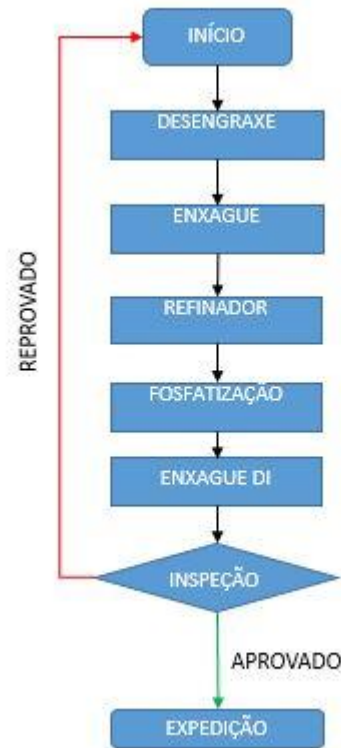 INÍCIO
DESENGRAXE
ENXAGUE
REFINADOR
REPROVADO
FOSFATIZAÇÃO
ENXAGUE DI
INSPEÇÃO
APROVADO
EXPEDIÇÃO